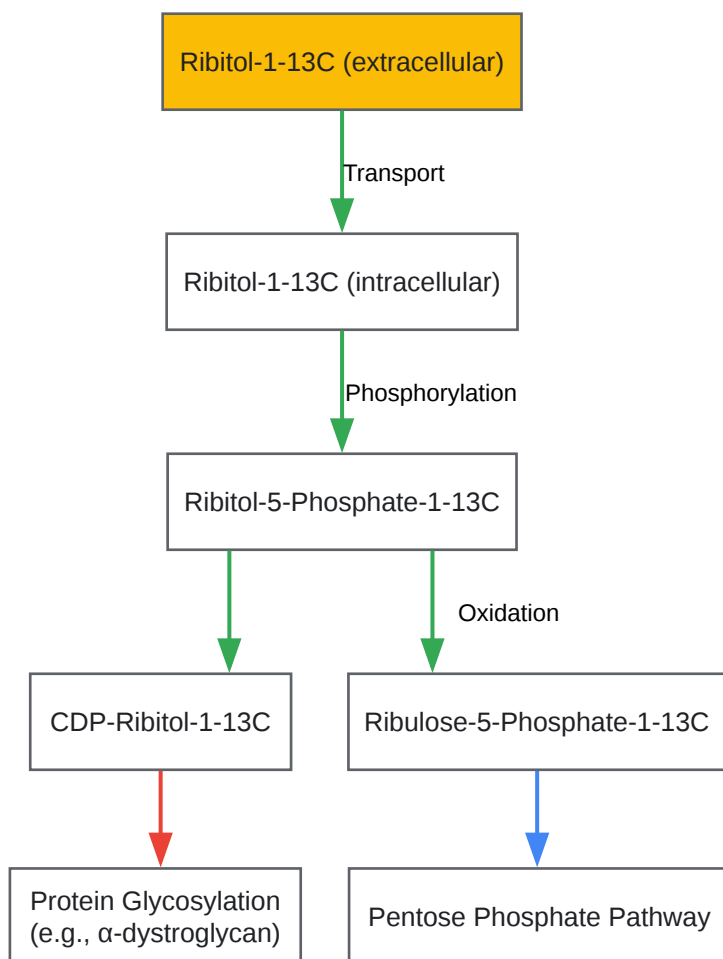 Ribitol-1-13C (extracellular)
Transport
Ribitol-1-13C (intracellular)
Phosphorylation
Ribitol-5-Phosphate-1-13C
Oxidation
CDP-Ribitol-1-13C
Ribulose-5-Phosphate-1-13C
Protein Glycosylation
(e.g., α-dystroglycan)
Pentose Phosphate Pathway